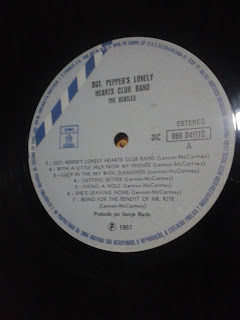 SGT. PEPPER'S LONELY
HEARTS CLUB BAND
THE BEATLES
EMI
ESTEREO
31C
066 04177D
A
1 - SGT. PEPPER'S LONELY HEARTS CLUB BAND (Lennon-McCartney)
2 - WITH A LITTLE HELP FROM MY FRIENDS (Lennon-McCartney)
3 - LUCY IN THE SKY WITH DIAMONDS (Lennon-McCartney)
4 - GETTING BETTER (Lennon-McCartney)
5 - FIXING A HOLE (Lennon-McCartney)
6 - SHE'S LEAVING HOME (Lennon-McCartney)
7 - BEING FOR THE BENEFIT OF MR. KITE
(Lennon-McCartney)
Produzido por George Martin
P 1967